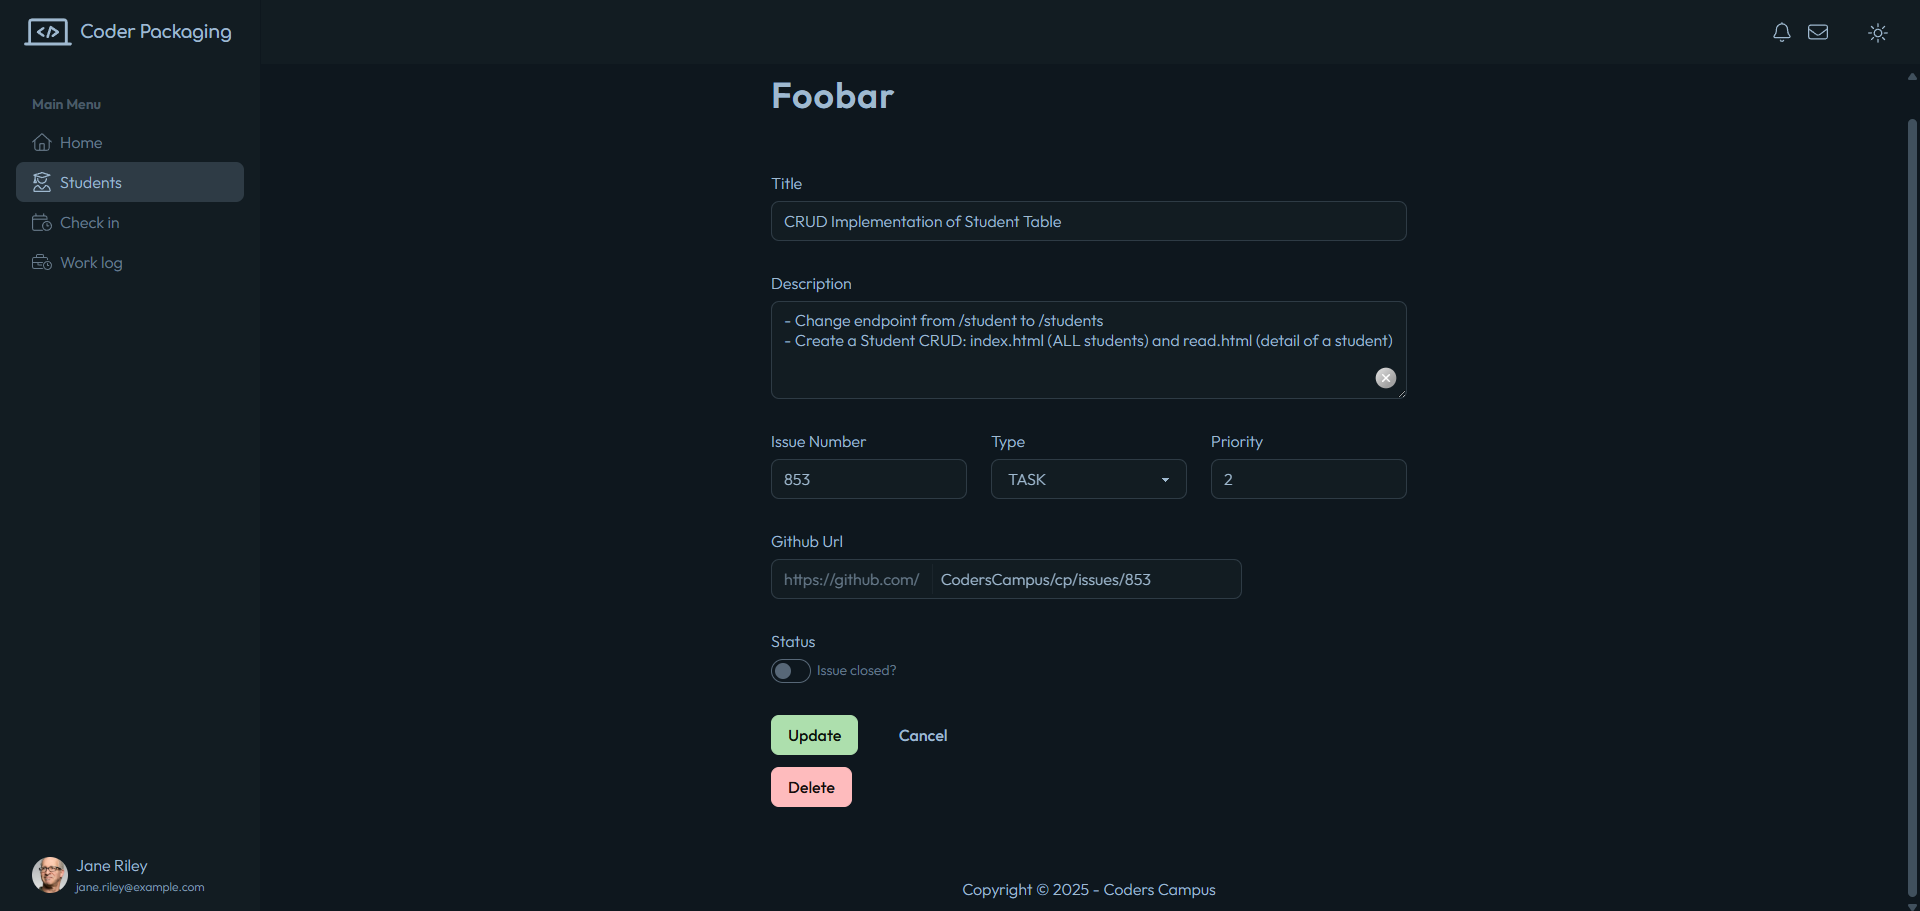 Coder Packaging
Main Menu
Home
Students
Check in
Work log
Jane Riley
jane.riley@example.com
Foobar
Title
CRUD Implementation of Student Table
Description
- Change endpoint from /student to /students
- Create a Student CRUD: index.html (ALL students) and read.html (detail of a student)
Issue Number
Type
Priority
853
TASK
2
Github Url
https://github.com/ CodersCampus/cp/issues/853
Status
Issue closed?
Update
Cancel
Delete
Copyright © 2025 - Coders Campus